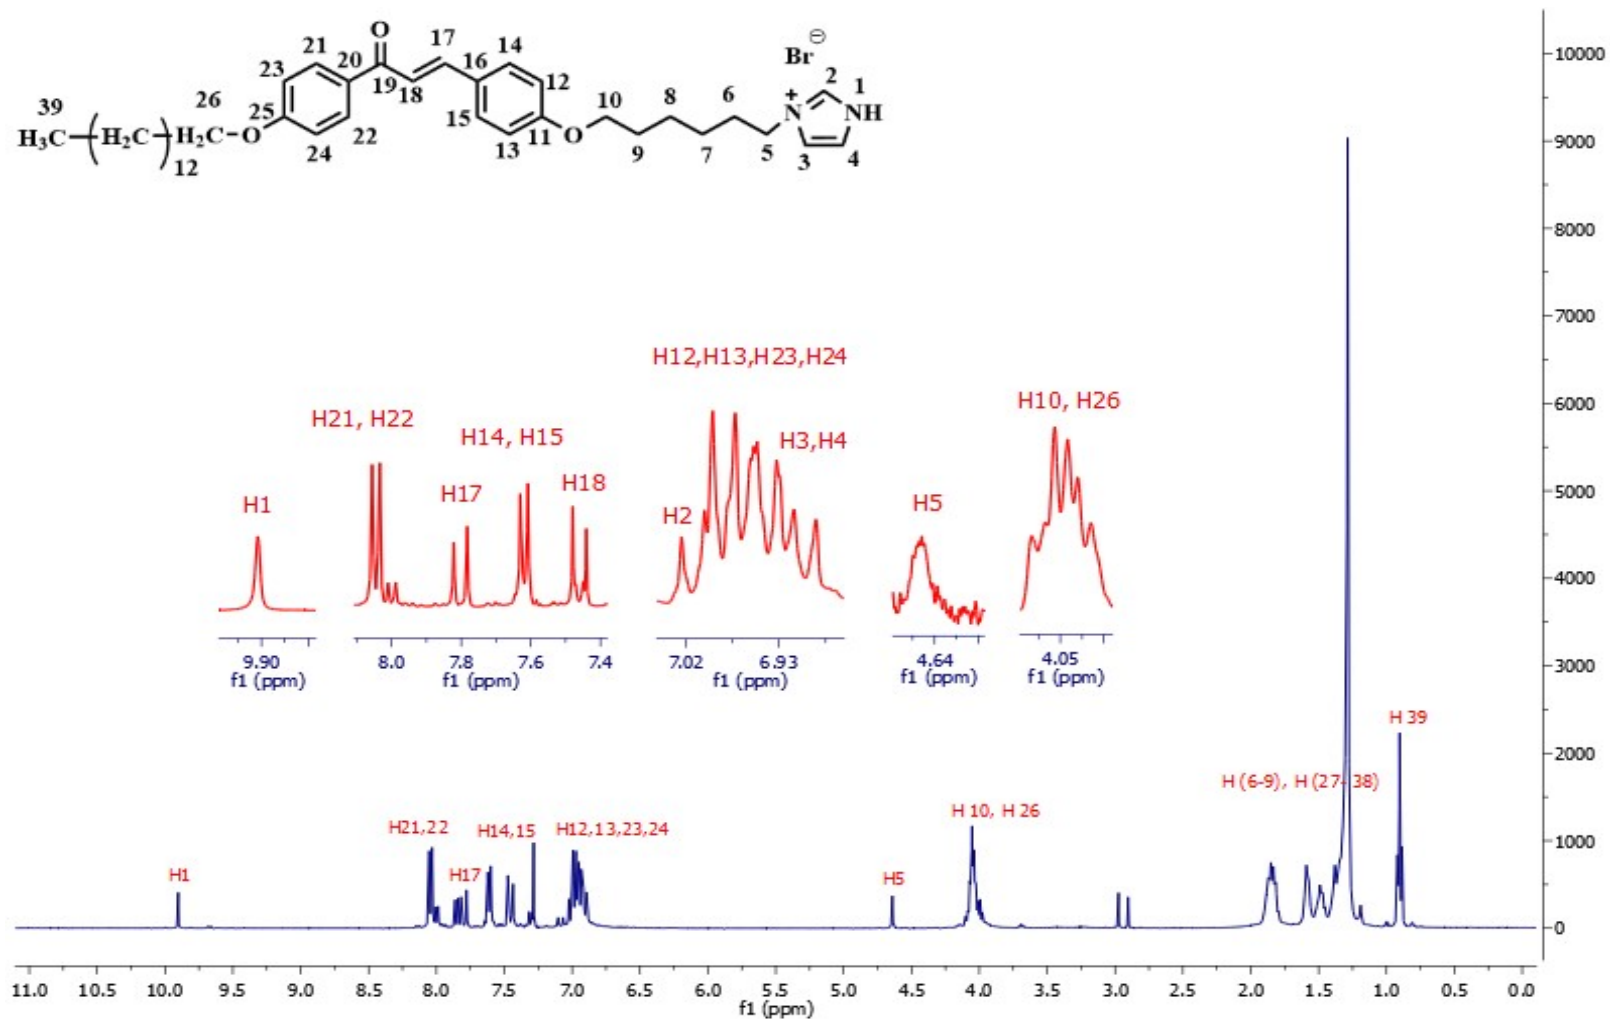 O
Br
⊖
21
20
17
14
23
16
12
2
1
19
18
39
26
10
8
6
+
N
NH
25
15
H₃C
(H₂C)
H₂C
O
22
11
O
24
13
9
7
5
3
4
12
10000
9000
8000
7000
6000
5000
4000
3000
2000
1000
0
H12,H13,H23,H24
H21, H22
H14, H15
H3,H4
H10, H26
H1
H17
H18
H2
H5
9.90
f1 (ppm)
8.0 7.8 7.6 7.4
f1 (ppm)
7.02 6.93
f1 (ppm)
4.64
f1 (ppm)
4.05
f1 (ppm)
H 39
H (6-9), H (27- 38)
H21,22
H14,15
H12,13,23,24
H 10, H 26
H1
H17
H5
11.0 10.5 10.0 9.5 9.0 8.5 8.0 7.5 7.0 6.5 6.0 5.5 5.0 4.5 4.0 3.5 3.0 2.5 2.0 1.5 1.0 0.5 0.0
f1 (ppm)